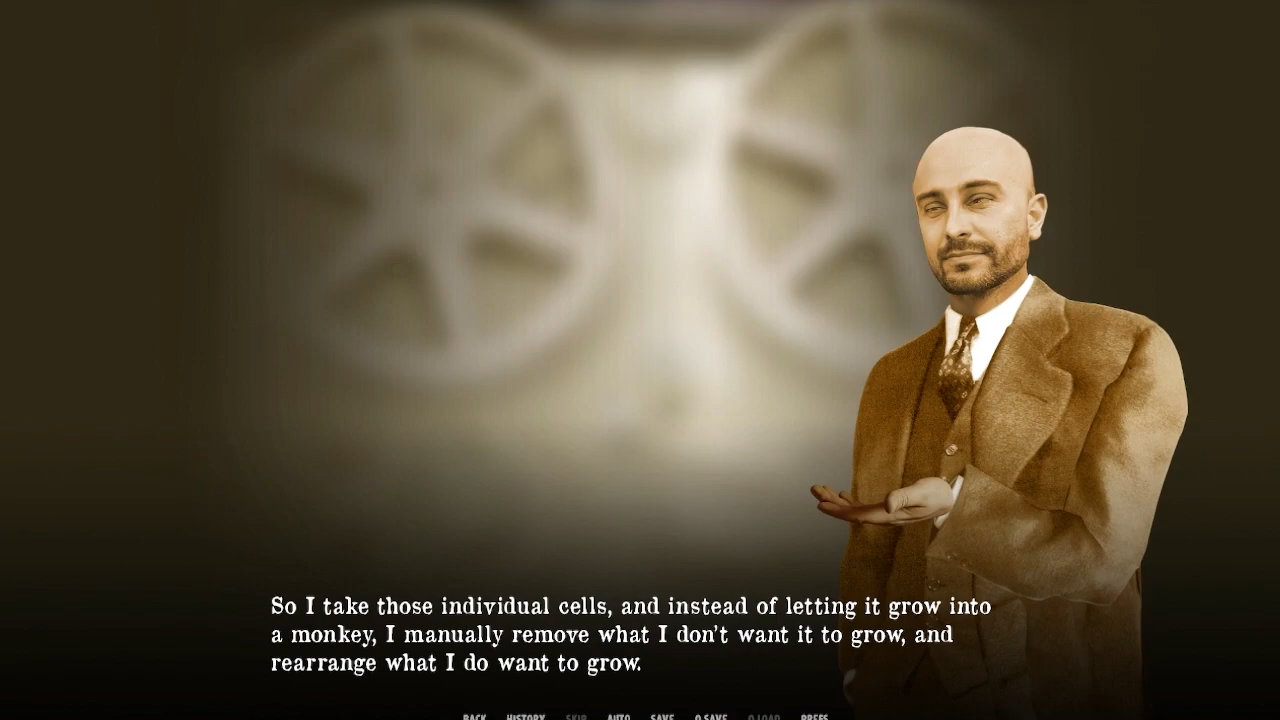 So I take those individual cells, and instead of letting it grow into
a monkey, I manually remove what I don't want it to grow, and
rearrange what I do want to grow.
BACK HISTORY SKIP AUTO SAVE Q.SAVE Q.LOAD PREFS